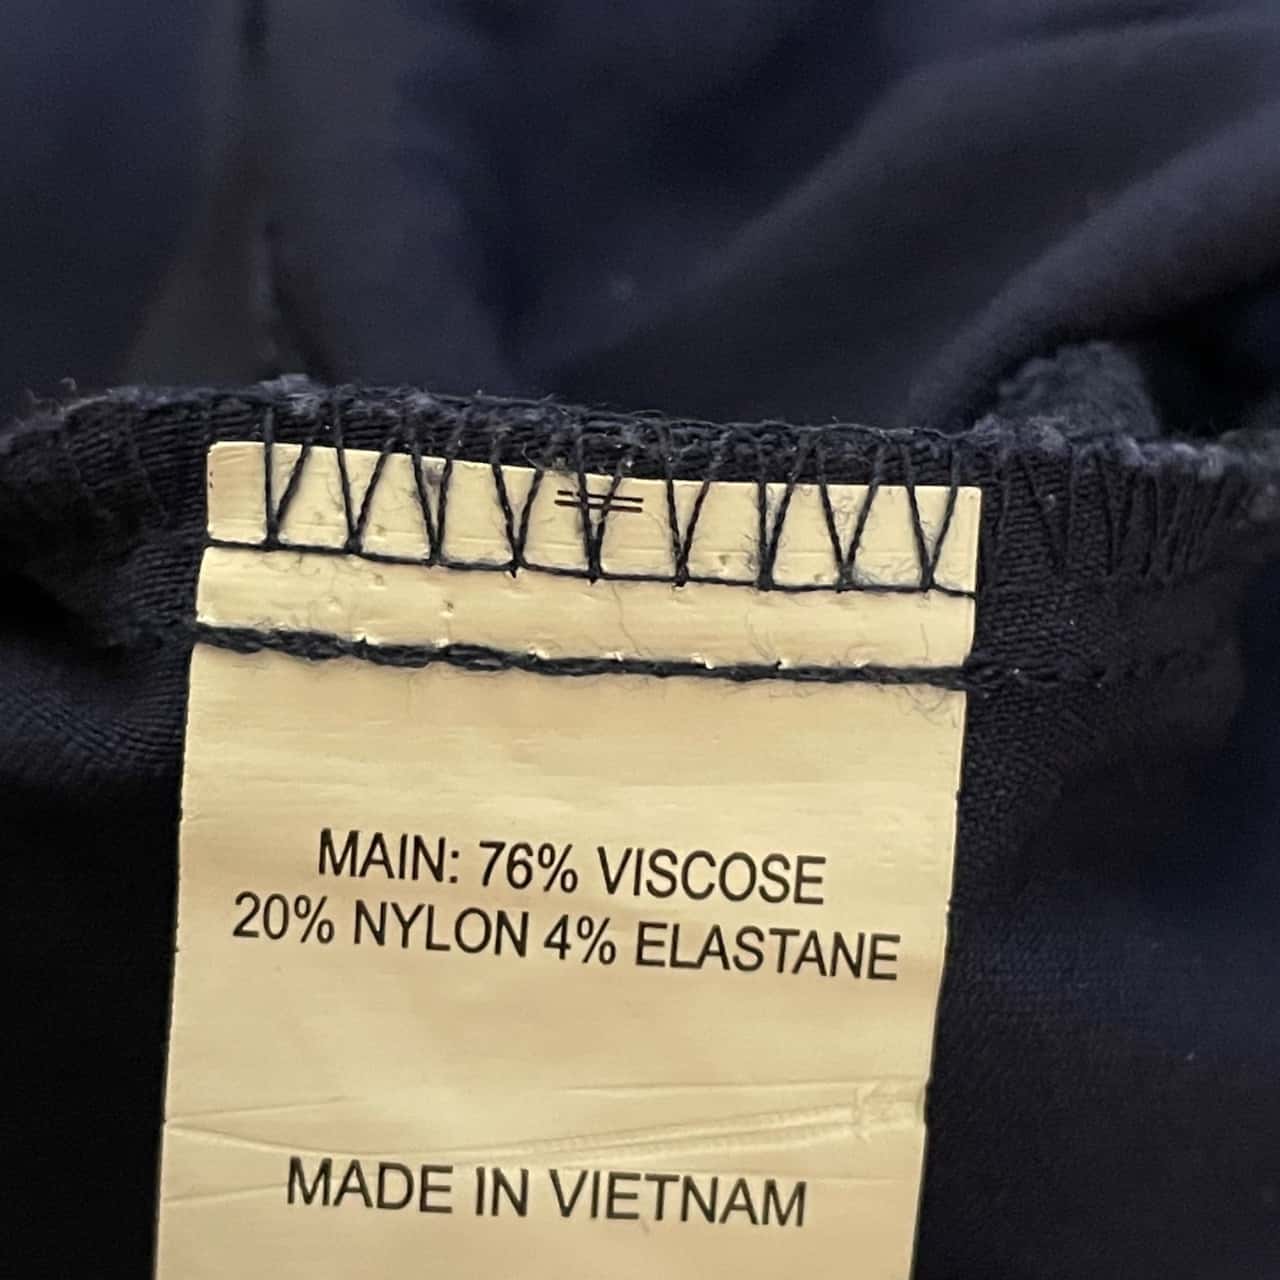 MAIN: 76% VISCOSE
20% NYLON 4% ELASTANE
MADE IN VIETNAM